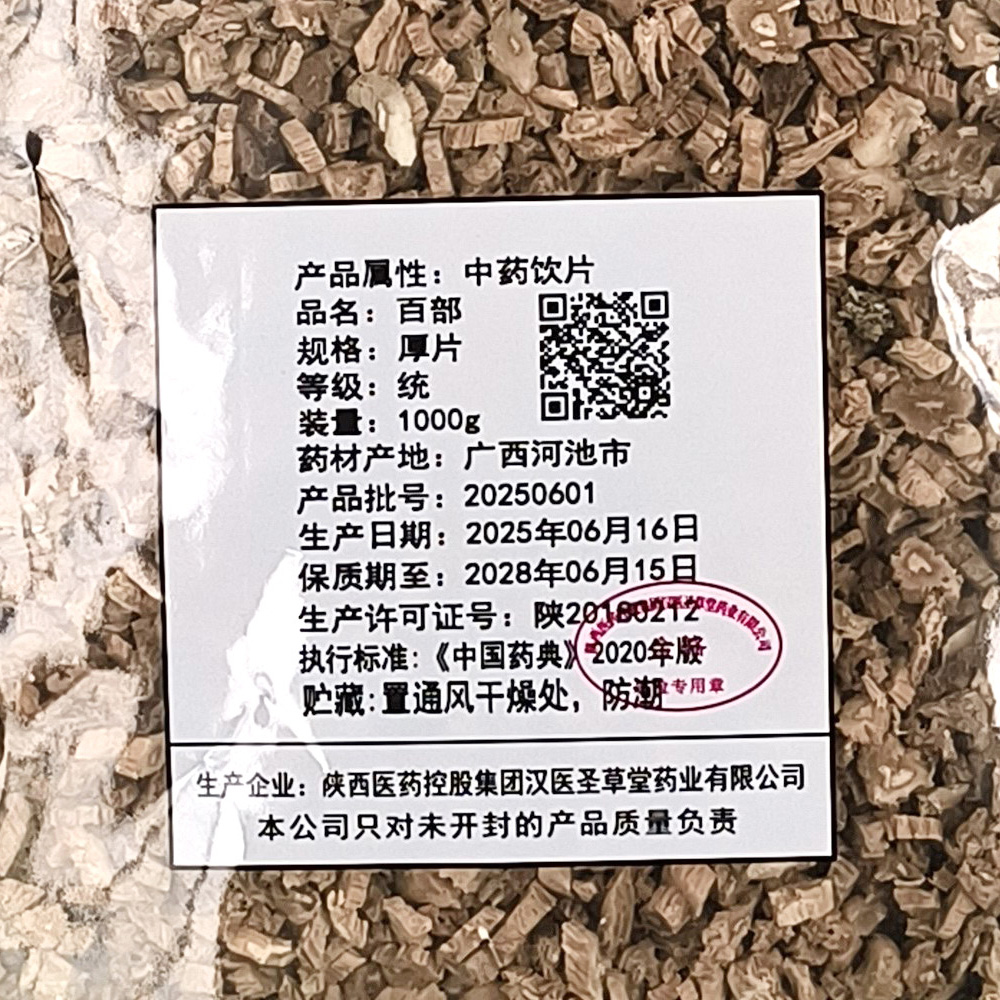 产品属性：中药饮片
品名：百部
规格：厚片
等级：统
装量：1000g
药材产地：广西河池市
产品批号：20250601
生产日期：2025年06月16日
保质期至：2028年06月15日
生产许可证号：陕20180212
执行标准:《中国药典》2020年版
贮藏:置通风干燥处，防潮
专用章
生产企业：陕西医药控股集团汉医圣草堂药业有限公司
本公司只对未开封的产品质量负责